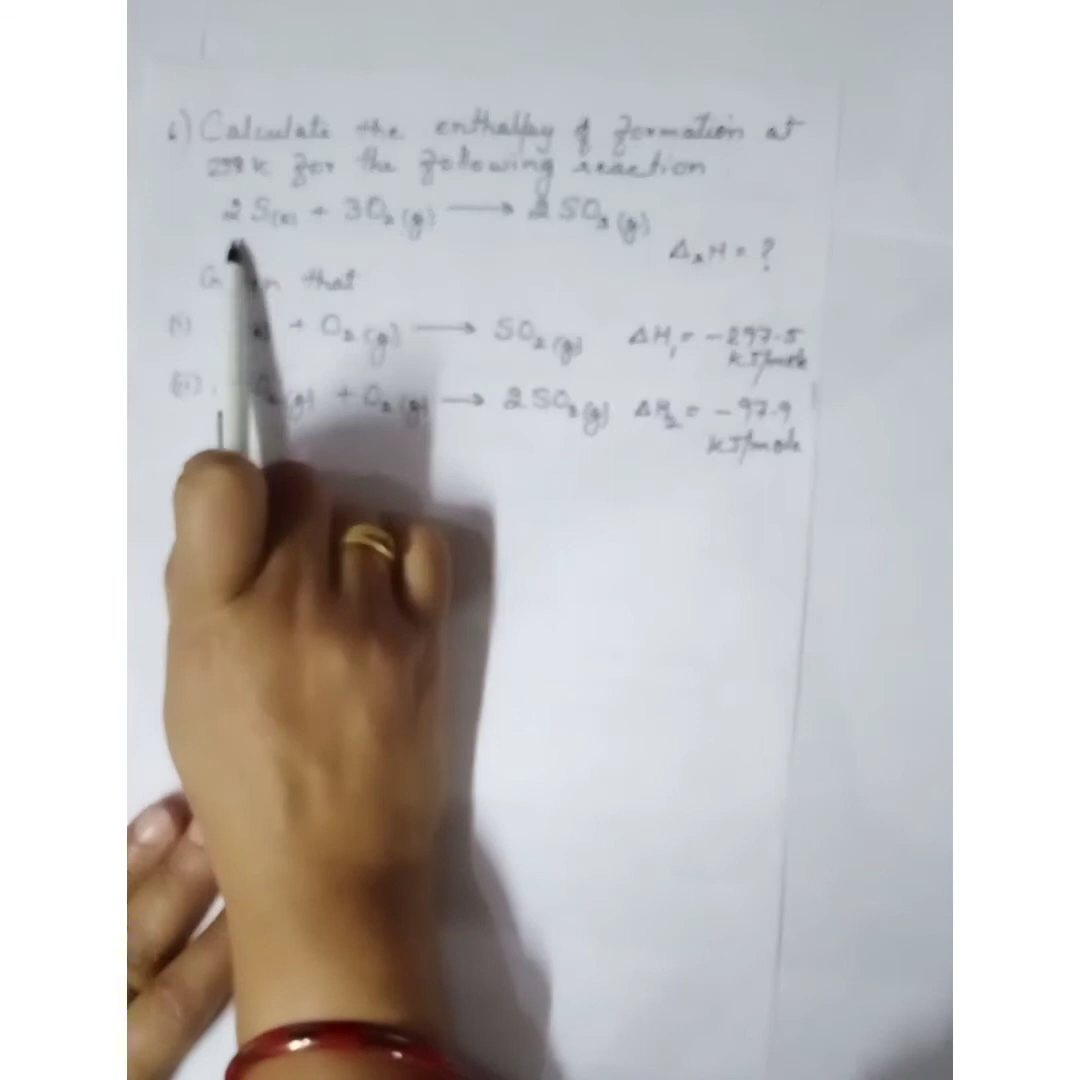 6) Calculate the enthalpy of formation at
298 K for the following reaction
2 S(s) + 3O₂ (g) ⟶ 2 SO₃ (g)
ΔᵣH = ?
G n that
(i) + O₂ (g) ⟶ SO₂ (g) ΔH₁ = -297.5
kJ/mole
(ii). (g) + O₂ (g) ⟶ 2 SO₃ (g) ΔH₂ = -97.9
kJ/mole